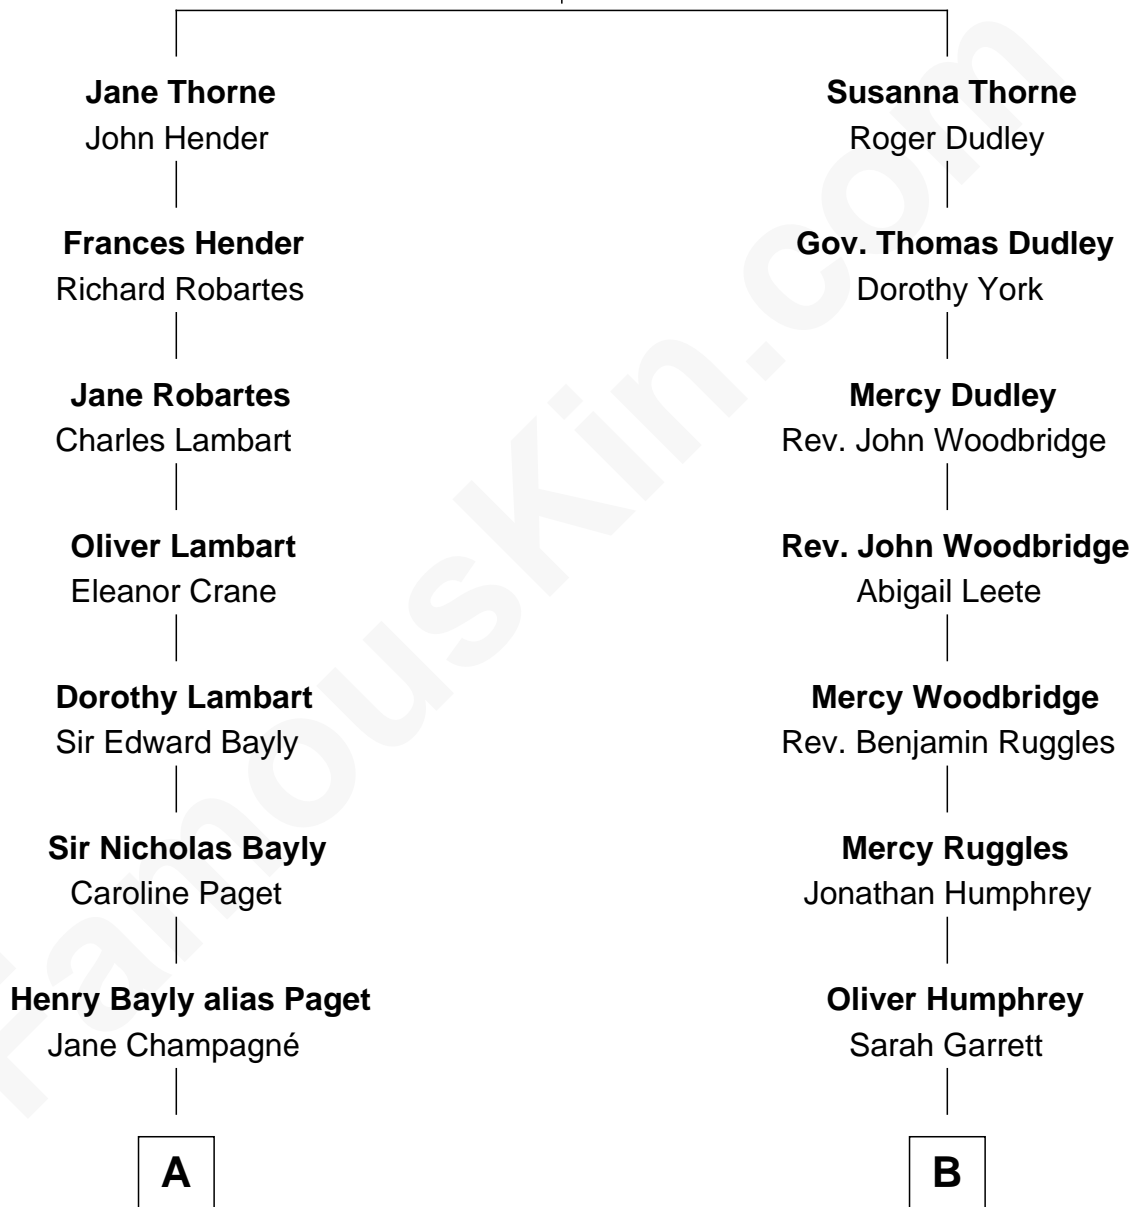 Jane Thorne
John Hender
Frances Hender
Richard Robartes
Jane Robartes
Charles Lambart
Oliver Lambart
Eleanor Crane
Dorothy Lambart
Sir Edward Bayly
Sir Nicholas Bayly
Caroline Paget
Henry Bayly alias Paget
Jane Champagné
A
Susanna Thorne
Roger Dudley
Gov. Thomas Dudley
Dorothy York
Mercy Dudley
Rev. John Woodbridge
Rev. John Woodbridge
Abigail Leete
Mercy Woodbridge
Rev. Benjamin Ruggles
Mercy Ruggles
Jonathan Humphrey
Oliver Humphrey
Sarah Garrett
B
FamousKin.com